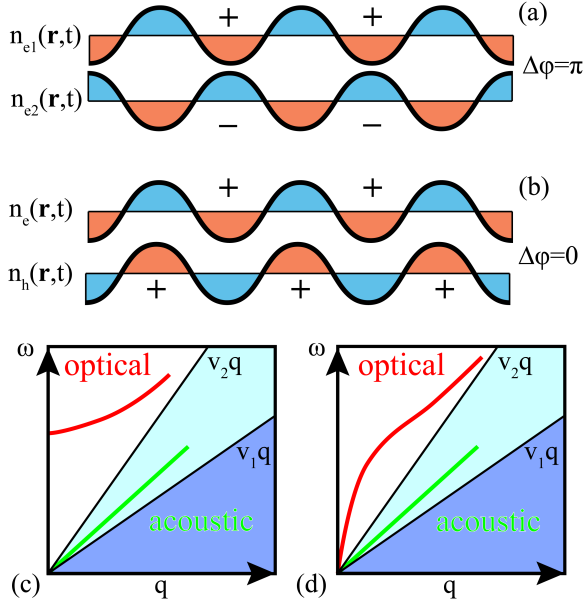 n_e1(r,t) + + (a)
Δφ=π
n_e2(r,t)
− −
n_e(r,t) + + (b)
Δφ=0
n_h(r,t)
+ + +
ω optical v_2q
v_1q
acoustic
(c) q
ω optical v_2q
v_1q
acoustic
(d) q